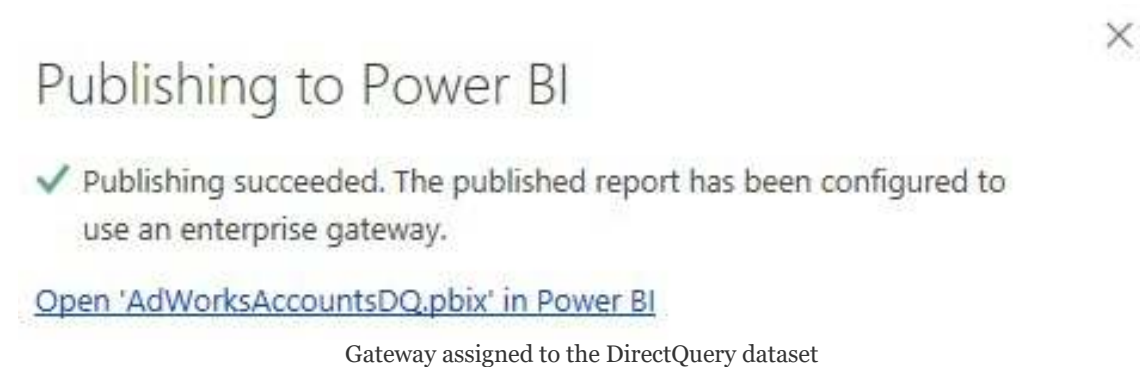 Publishing to Power BI
Publishing succeeded. The published report has been configured to
use an enterprise gateway.
Open 'AdWorksAccountsDQ.pbix' in Power BI
Gateway assigned to the DirectQuery dataset